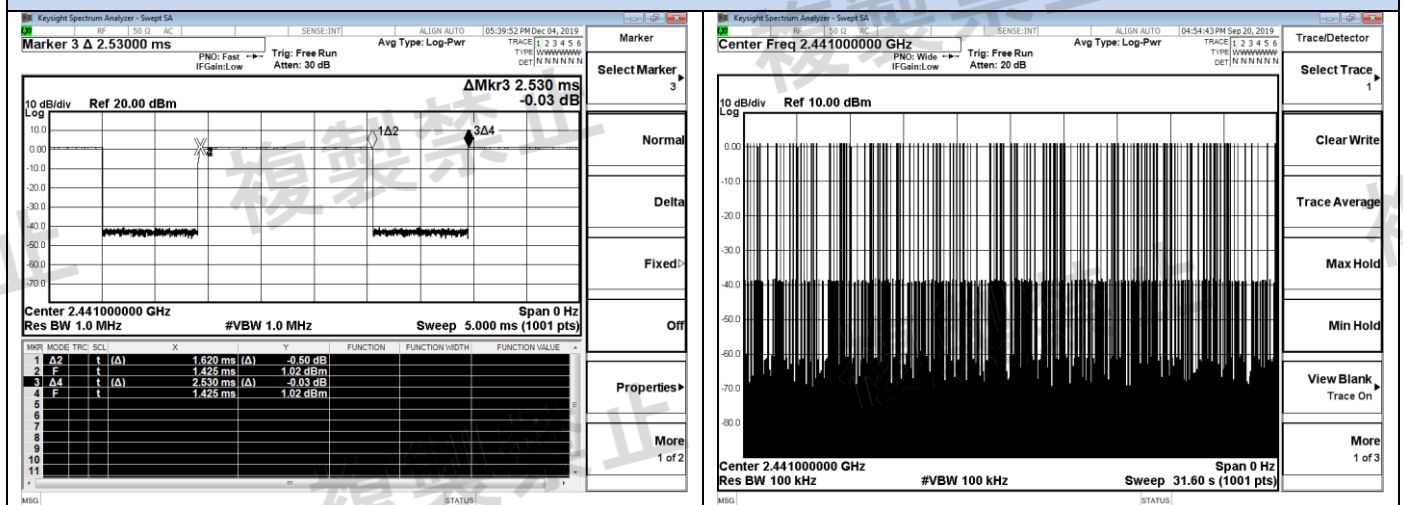 Keysight Spectrum Analyzer - Swept SA
LXI RF 50 Ω AC SENSE:INT ALIGN AUTO 05:39:52 PM Dec 04, 2019
Marker 3 Δ 2.53000 ms
PNO: Fast
IFGain:Low
Trig: Free Run
Atten: 30 dB
Avg Type: Log-Pwr
TRACE 1 2 3 4 5 6
TYPE WWWWWW
DET N N N N N N
ΔMkr3 2.530 ms
-0.03 dB
10 dB/div Ref 20.00 dBm
Log
10.0
0.00
-10.0
-20.0
-30.0
-40.0
-50.0
-60.0
-70.0
1Δ2
3Δ4
Center 2.441000000 GHz Span 0 Hz
Res BW 1.0 MHz #VBW 1.0 MHz Sweep 5.000 ms (1001 pts)
MKR MODE TRC SCL X Y FUNCTION FUNCTION WIDTH FUNCTION VALUE
1 Δ2 t (Δ) 1.620 ms (Δ) -0.50 dB
2 F t 1.425 ms 1.02 dBm
3 Δ4 t (Δ) 2.530 ms (Δ) -0.03 dB
4 F t 1.425 ms 1.02 dBm
5
6
7
8
9
10
11
MSG STATUS
Marker
Select Marker
3
Normal
Delta
Fixed
Off
Properties
More
1 of 2
Keysight Spectrum Analyzer - Swept SA
LXI RF 50 Ω AC SENSE:INT ALIGN AUTO 04:54:43 PM Sep 20, 2019
Center Freq 2.441000000 GHz
PNO: Wide
IFGain:Low
Trig: Free Run
Atten: 20 dB
Avg Type: Log-Pwr
TRACE 1 2 3 4 5 6
TYPE WWWWWW
DET N N N N N N
10 dB/div Ref 10.00 dBm
Log
0.00
-10.0
-20.0
-30.0
-40.0
-50.0
-60.0
-70.0
-80.0
Center 2.441000000 GHz Span 0 Hz
Res BW 100 kHz #VBW 100 kHz Sweep 31.60 s (1001 pts)
MSG STATUS
Trace/Detector
Select Trace
1
Clear Write
Trace Average
Max Hold
Min Hold
View Blank
Trace On
More
1 of 3
複製禁止